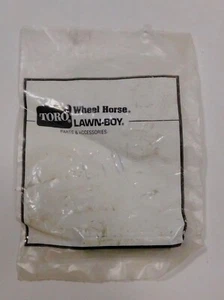 TORO Wheel Horse®
LAWN-BOY®
PARTS & ACCESSORIES